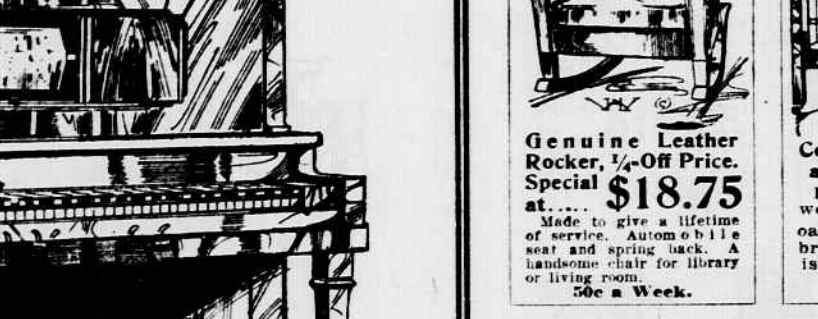 Genuine Leather
Rocker, ¼-Off Price.
Special
at..... $18.75
Made to give a lifetime
of service. Automobile
seat and spring back. A
handsome chair for library
or living room.
50c a Week.